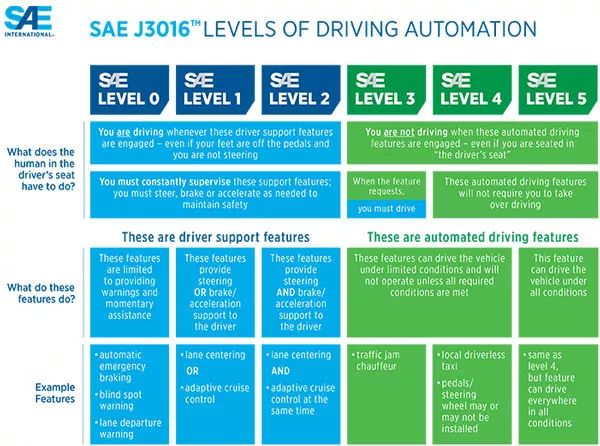 SAE
INTERNATIONAL®
SAE J3016™ LEVELS OF DRIVING AUTOMATION
SAE
LEVEL 0
SAE
LEVEL 1
SAE
LEVEL 2
SAE
LEVEL 3
SAE
LEVEL 4
SAE
LEVEL 5
What does the
human in the
driver's seat
have to do?
You are driving whenever these driver support features
are engaged – even if your feet are off the pedals and
you are not steering
You are not driving when these automated driving
features are engaged – even if you are seated in
"the driver's seat"
You must constantly supervise these support features;
you must steer, brake or accelerate as needed to
maintain safety
When the feature
requests,
you must drive
These automated driving features
will not require you to take
over driving
These are driver support features
These are automated driving features
What do these
features do?
These features
are limited
to providing
warnings and
momentary
assistance
These features
provide
steering
OR brake/
acceleration
support to
the driver
These features
provide
steering
AND brake/
acceleration
support to
the driver
These features can drive the vehicle
under limited conditions and will
not operate unless all required
conditions are met
This feature
can drive the
vehicle under
all conditions
Example
Features
• automatic
emergency
braking
• blind spot
warning
• lane departure
warning
• lane centering
OR
• adaptive cruise
control
• lane centering
AND
• adaptive cruise
control at the
same time
• traffic jam
chauffeur
• local driverless
taxi
• pedals/
steering
wheel may or
may not be
installed
• same as
level 4,
but feature
can drive
everywhere
in all
conditions